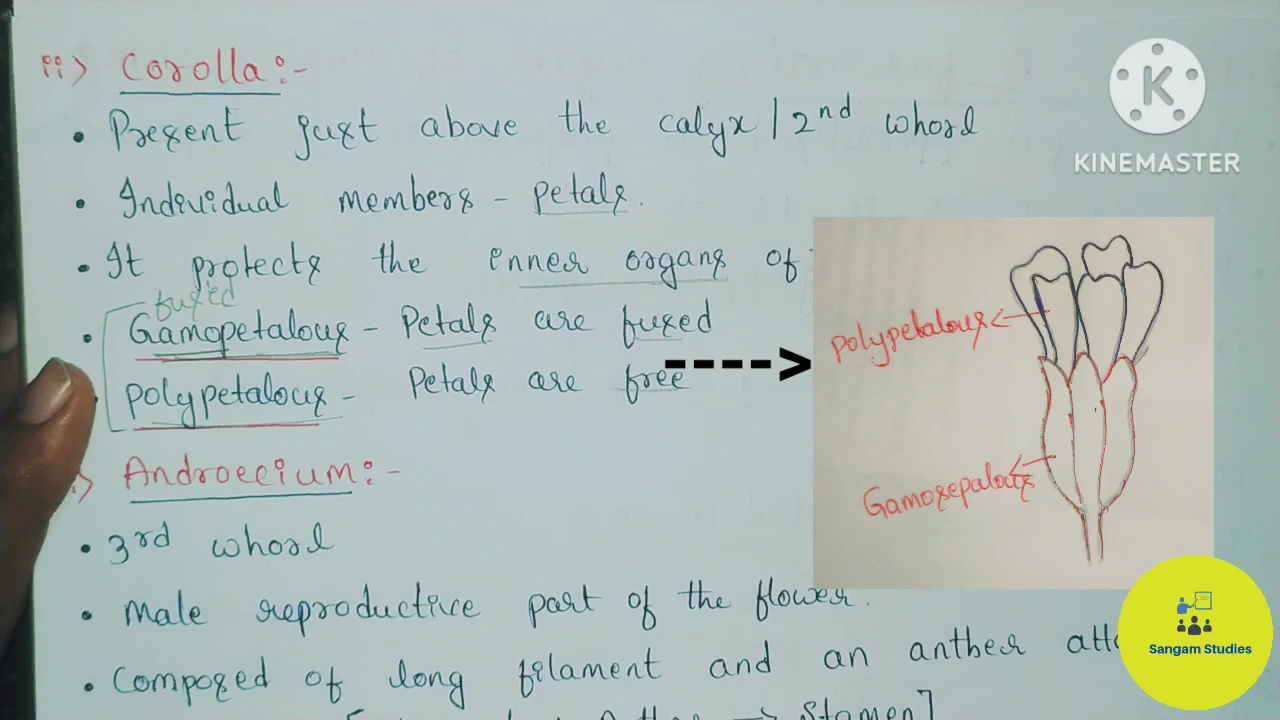 ii> Corolla:-
• Present just above the calyx / 2nd whorl
• Individual members - petals.
• It protects the inner organs of
fused
• Gamopetalous - Petals are fused
• polypetalous - Petals are free
> Androecium:-
• 3rd whorl
• Male reproductive part of the flower.
• Composed of long filament and an anther
Stamen]
KINEMASTER
polypetalous
Gamosepalous
Sangam Studies